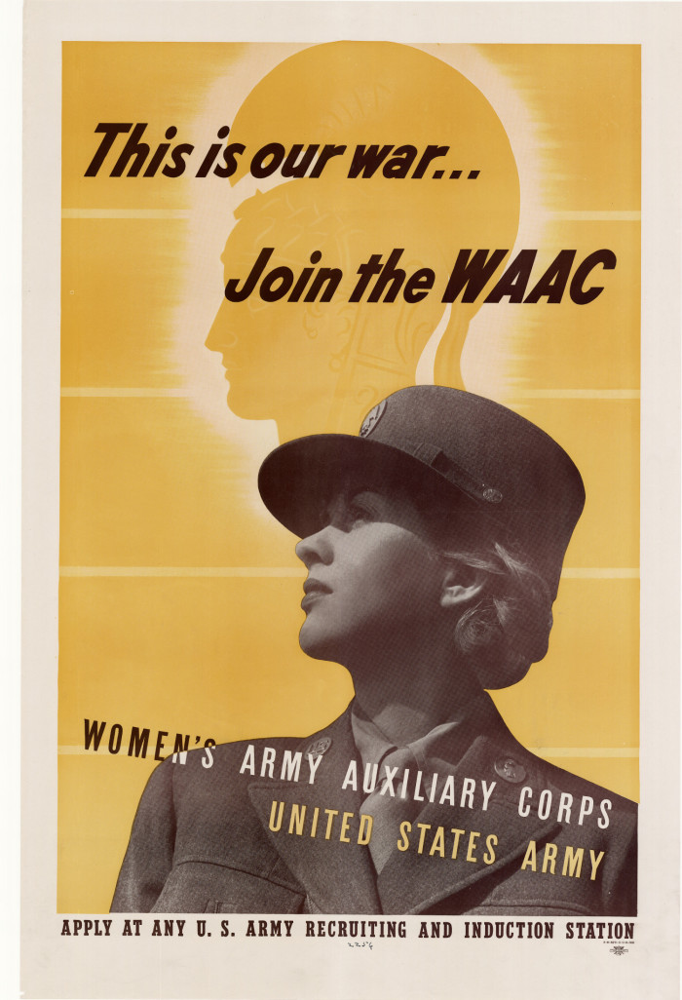 This is our war...
Join the WAAC
WOMEN'S ARMY AUXILIARY CORPS
UNITED STATES ARMY
APPLY AT ANY U. S. ARMY RECRUITING AND INDUCTION STATION